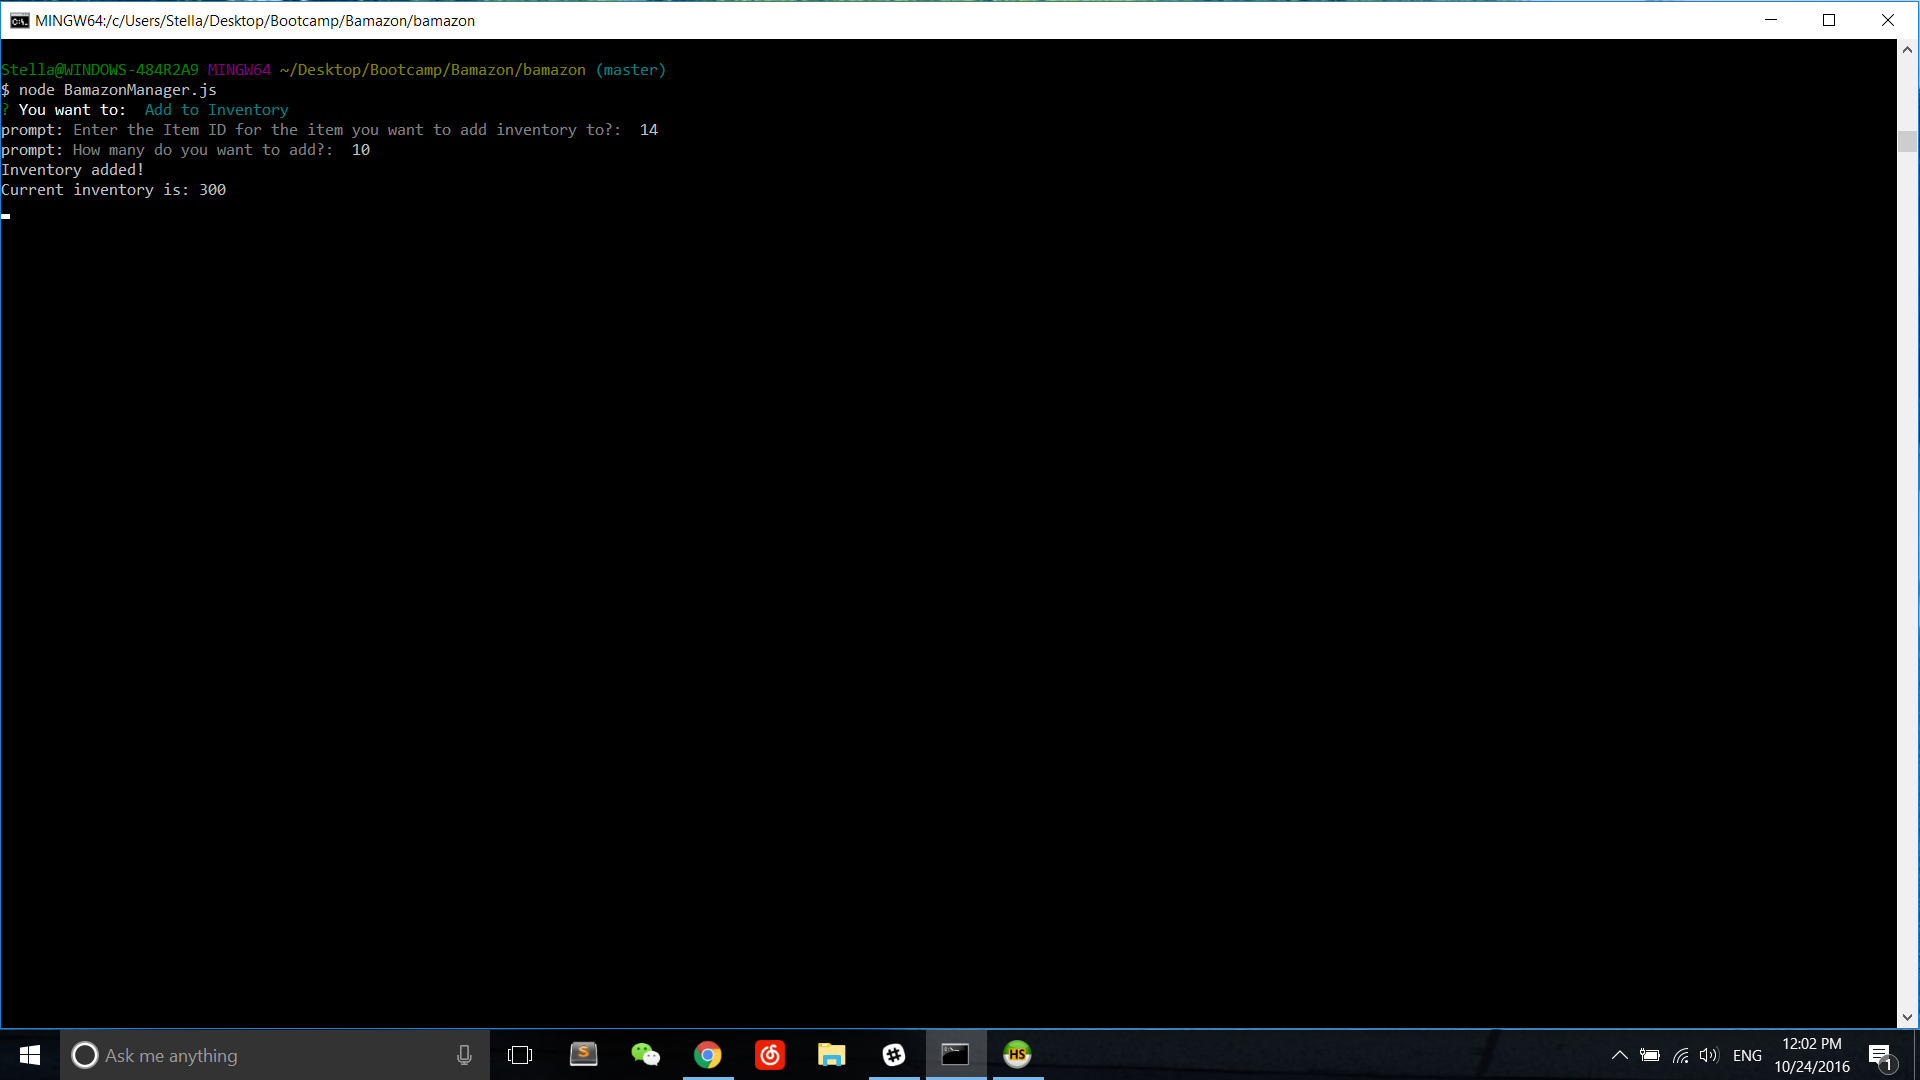 MINGW64:/c/Users/Stella/Desktop/Bootcamp/Bamazon/bamazon
Stella@WINDOWS-484R2A9 MINGW64 ~/Desktop/Bootcamp/Bamazon/bamazon (master)
$ node BamazonManager.js
? You want to:  Add to Inventory
prompt: Enter the Item ID for the item you want to add inventory to?:  14
prompt: How many do you want to add?:  10
Inventory added!
Current inventory is: 300
Ask me anything
S
HS
ENG
12:02 PM
10/24/2016
1